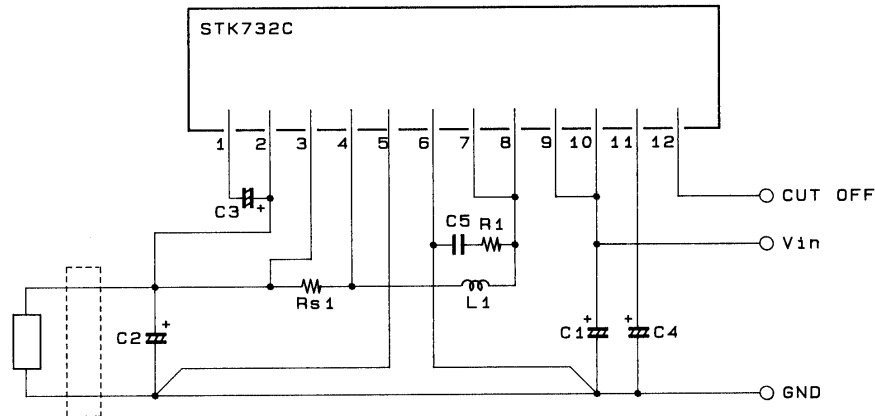 STK732C
1 2 3 4 5 6 7 8 9 10 11 12
C3 +
CUT OFF
C5 R1
Vin
Rs1
L1
+
C2
+
C1
+
C4
GND